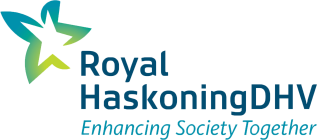 Royal
HaskoningDHV
Enhancing Society Together